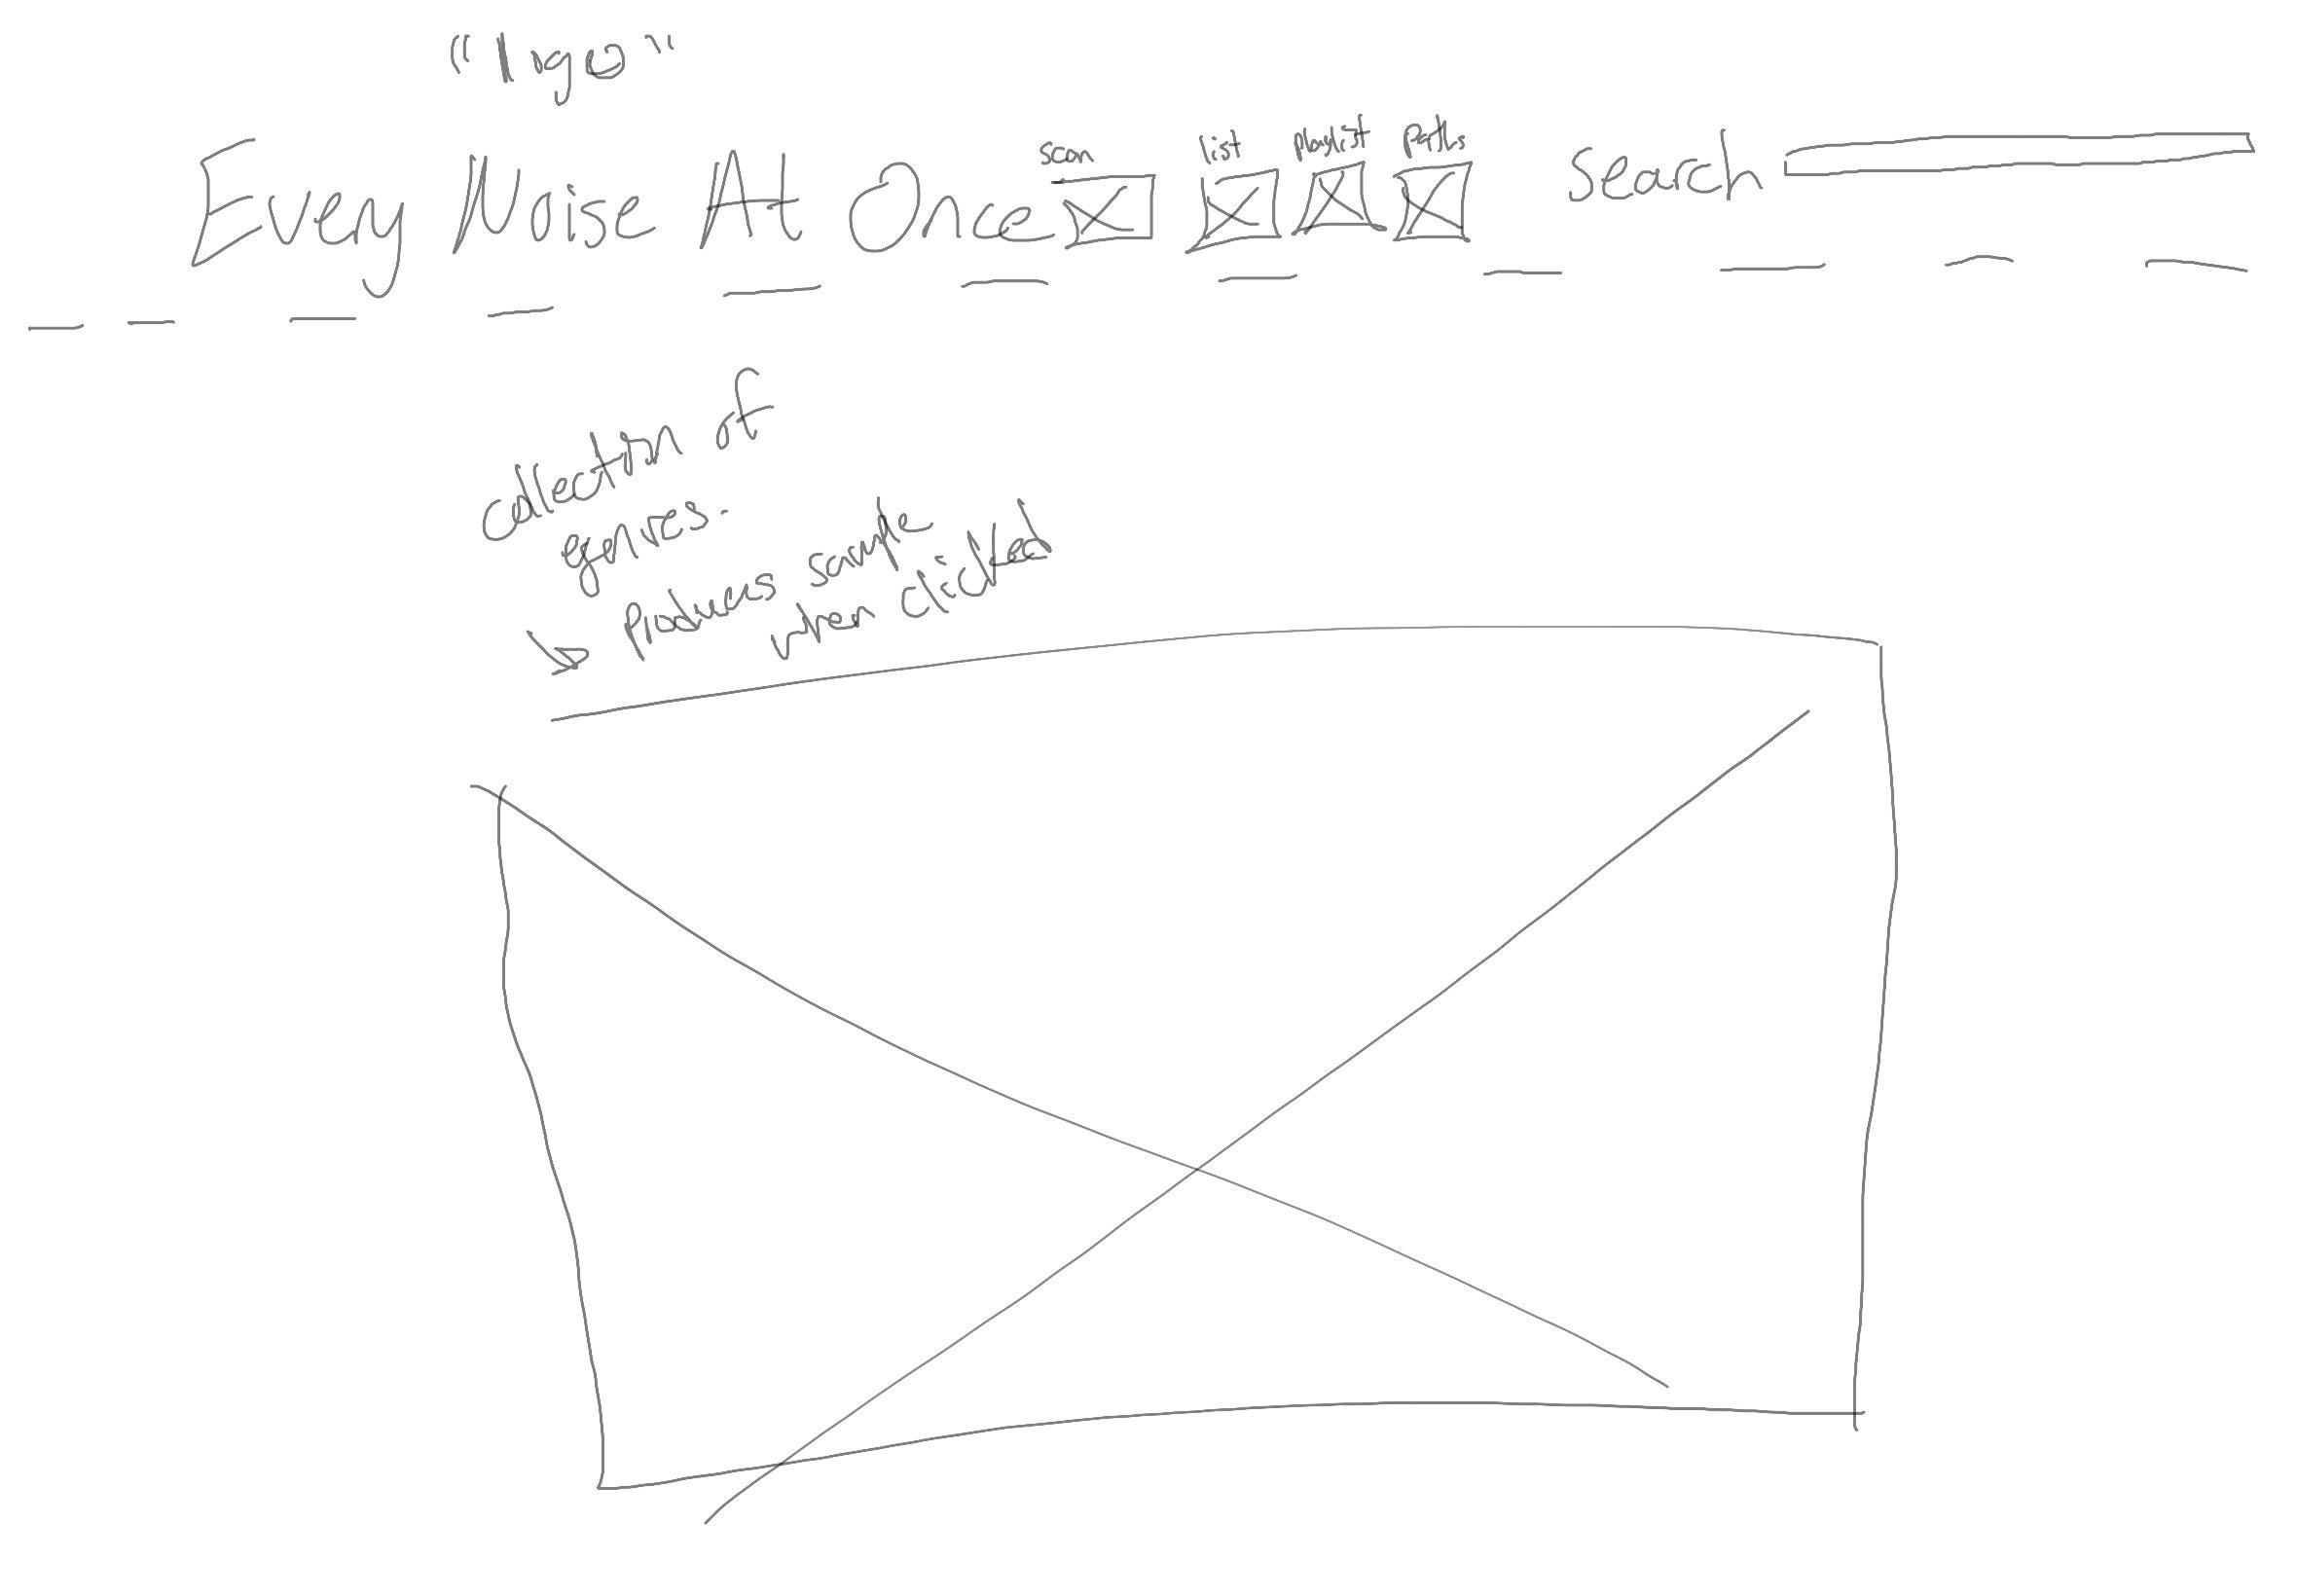 "logo"
Every Noise At Once
scan
list
playlist
paths
search
collection of
genres.
produces sample
when clicked